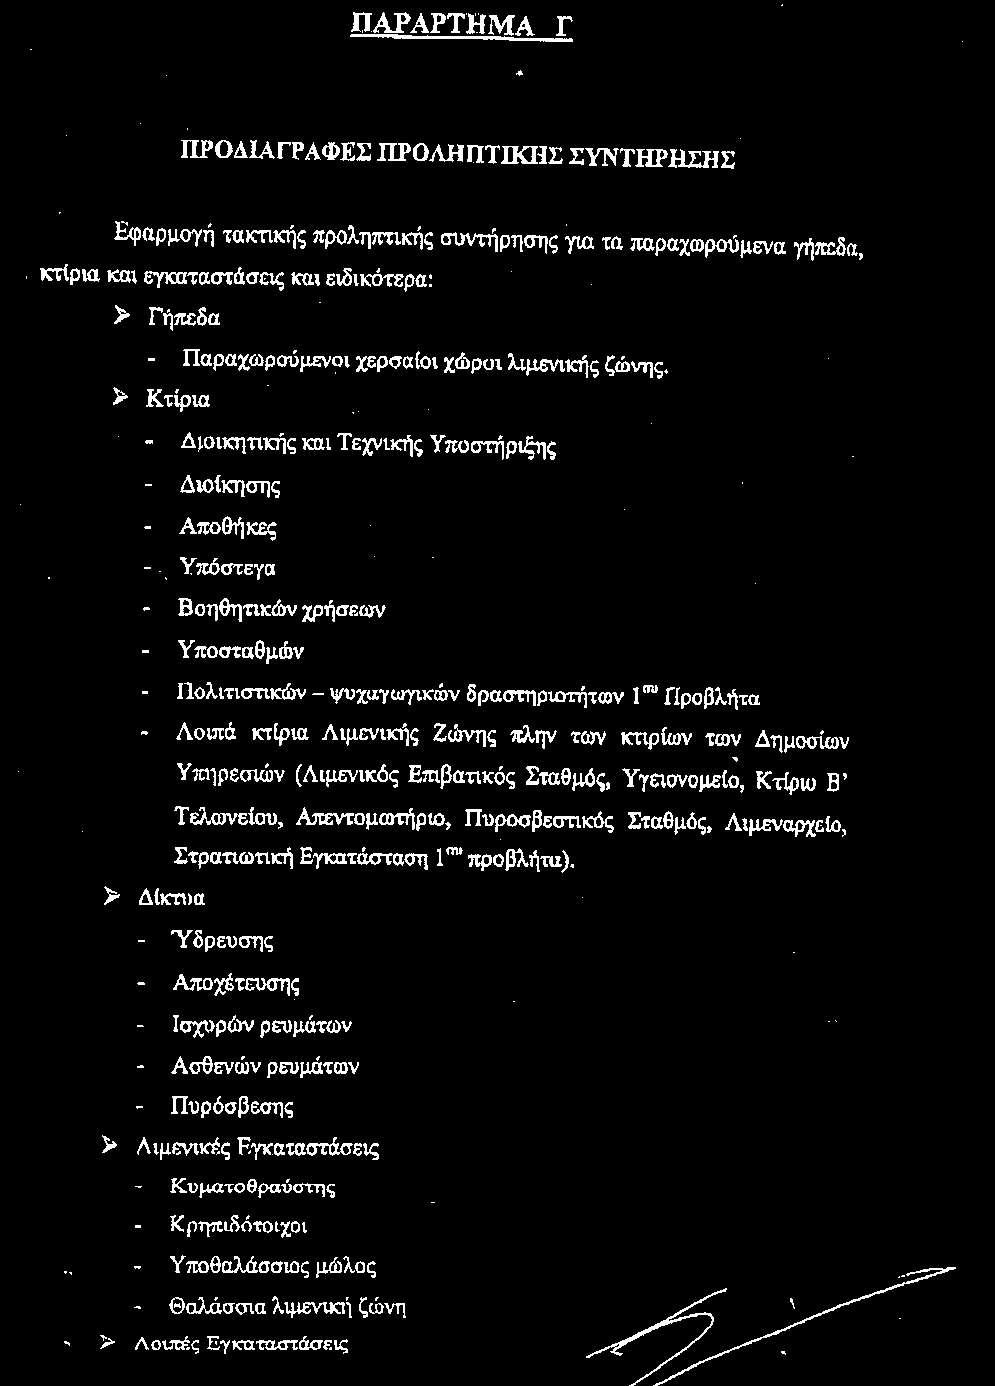 ΠΑΡΑΡΤΗΜΑ Γ
ΠΡΟΔΙΑΓΡΑΦΕΣ ΠΡΟΛΗΠΤΙΚΗΣ ΣΥΝΤΗΡΗΣΗΣ
Εφαρμογή τακτικής προληπτικής συντήρησης για τα παραχωρούμενα γήπεδα,
κτίρια και εγκαταστάσεις και ειδικότερα:
➢ Γήπεδα
- Παραχωρούμενοι χερσαίοι χώροι λιμενικής ζώνης.
➢ Κτίρια
- Διοικητικής και Τεχνικής Υποστήριξης
- Διοίκησης
- Αποθήκες
- Υπόστεγα
- Βοηθητικών χρήσεων
- Υποσταθμών
- Πολιτιστικών – ψυχαγωγικών δραστηριοτήτων 1ου Προβλήτα
- Λοιπά κτίρια Λιμενικής Ζώνης πλην των κτιρίων των Δημοσίων
Υπηρεσιών (Λιμενικός Επιβατικός Σταθμός, Υγειονομείο, Κτίριο Β’
Τελωνείου, Απεντομωτήριο, Πυροσβεστικός Σταθμός, Λιμεναρχείο,
Στρατιωτική Εγκατάσταση 1ου προβλήτα).
➢ Δίκτυα
- Ύδρευσης
- Αποχέτευσης
- Ισχυρών ρευμάτων
- Ασθενών ρευμάτων
- Πυρόσβεσης
➢ Λιμενικές Εγκαταστάσεις
- Κυματοθραύστης
- Κρηπιδότοιχοι
- Υποθαλάσσιος μώλος
- Θαλάσσια λιμενική ζώνη
➢ Λοιπές Εγκαταστάσεις